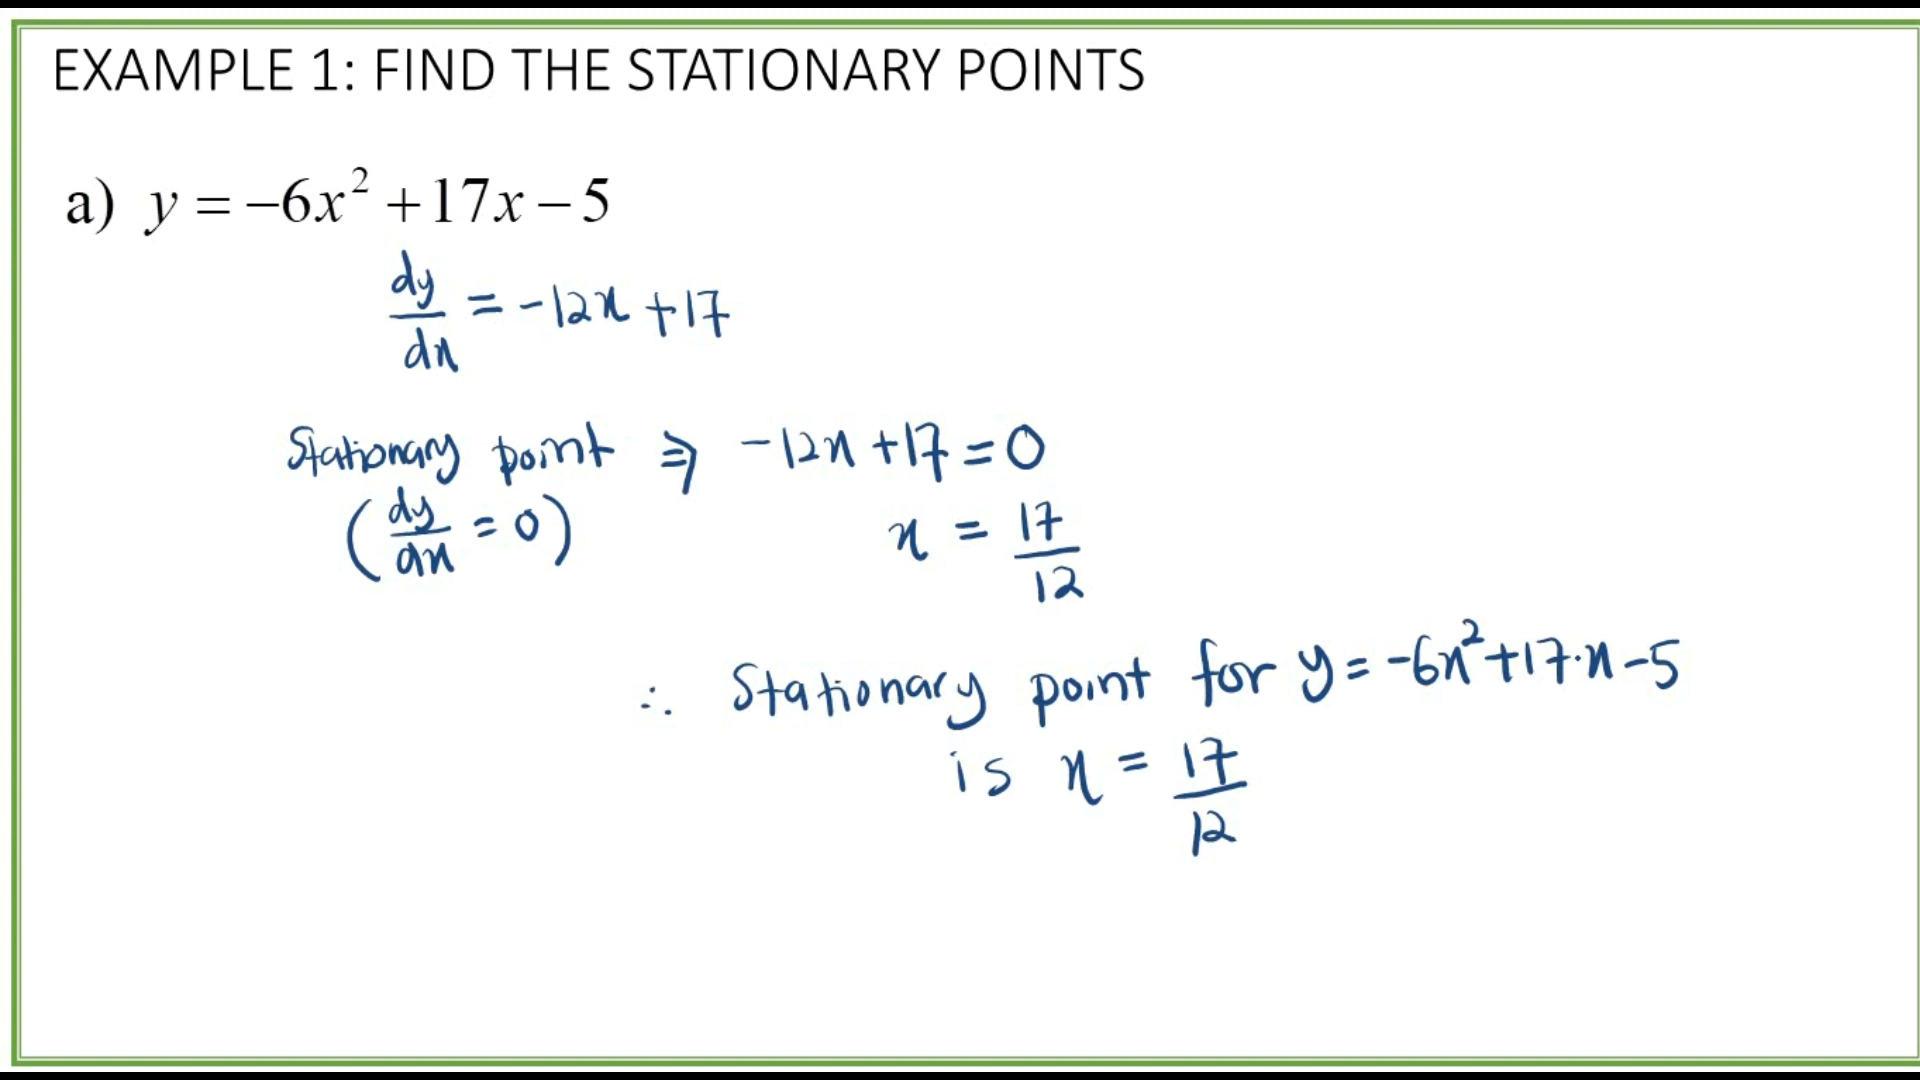 EXAMPLE 1: FIND THE STATIONARY POINTS
a) y = −6x² + 17x − 5
dy/dx = -12x + 17
Stationary point ⇒ -12x + 17 = 0
(dy/dx = 0)
x = 17/12
∴ Stationary point for y = -6x² + 17·x - 5
is x = 17/12